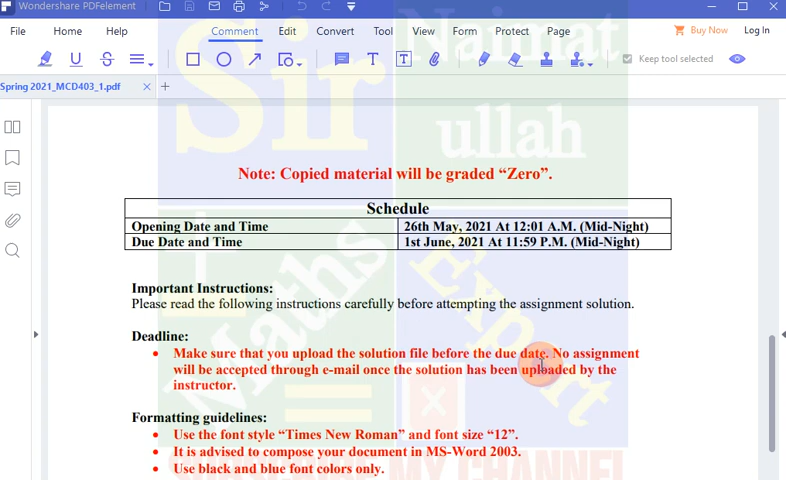 Wondershare PDFelement
File Home Help Comment Edit Convert Tool View Form Protect Page Buy Now Log In
Keep tool selected
Spring 2021_MCD403_1.pdf
Sir Naimat
ullah
Note: Copied material will be graded “Zero”.
Schedule
Opening Date and Time 26th May, 2021 At 12:01 A.M. (Mid-Night)
Due Date and Time 1st June, 2021 At 11:59 P.M. (Mid-Night)
Important Instructions:
Please read the following instructions carefully before attempting the assignment solution.
Deadline:
• Make sure that you upload the solution file before the due date. No assignment
will be accepted through e-mail once the solution has been uploaded by the
instructor.
Formatting guidelines:
• Use the font style “Times New Roman” and font size “12”.
• It is advised to compose your document in MS-Word 2003.
• Use black and blue font colors only.
Maths Expert
SUBSCRIBE MY CHANNEL